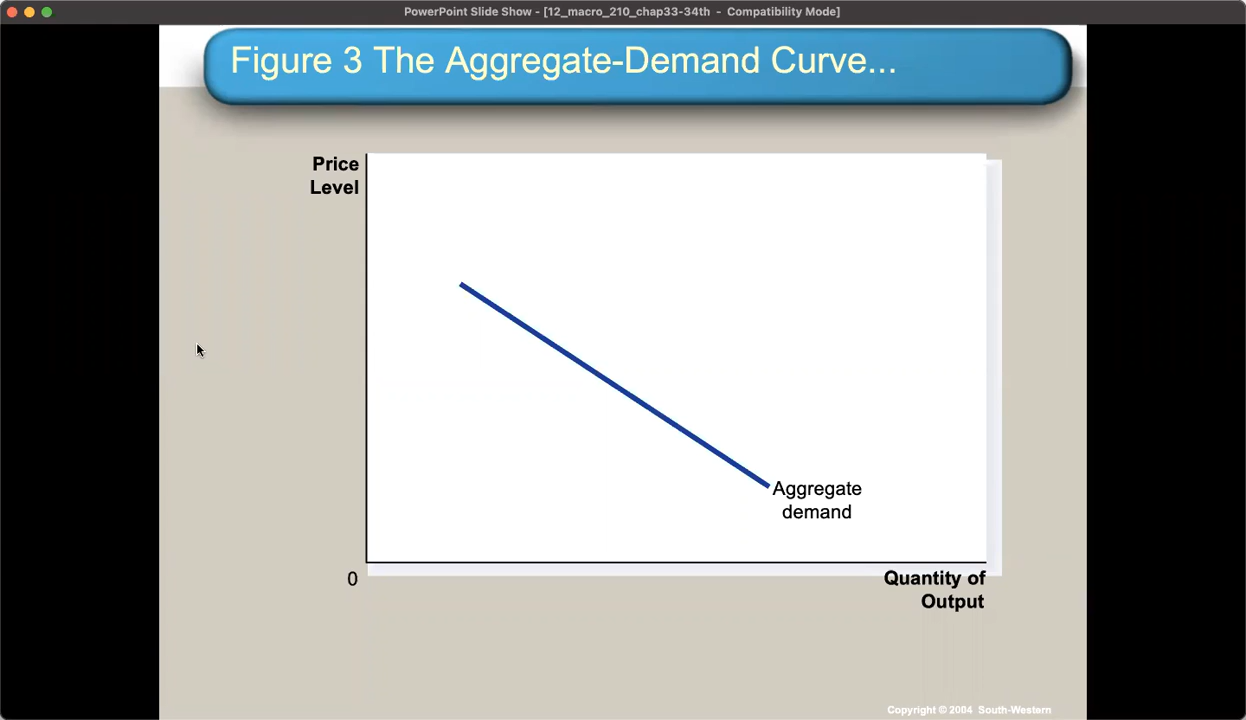 PowerPoint Slide Show - [12_macro_210_chap33-34th - Compatibility Mode]
Figure 3 The Aggregate-Demand Curve...
Price
Level
Aggregate
demand
0
Quantity of
Output
Copyright © 2004 South-Western